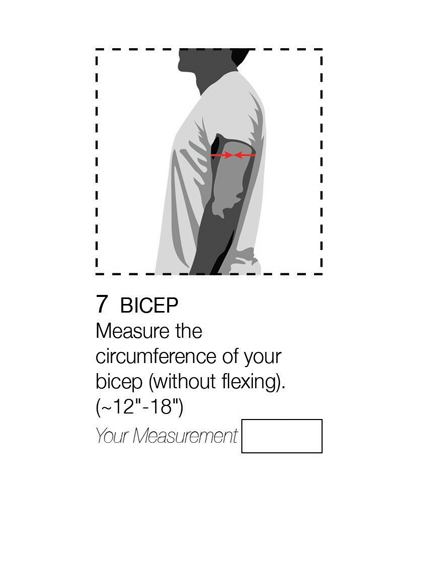 7 BICEP
Measure the
circumference of your
bicep (without flexing).
(~12"-18")
Your Measurement